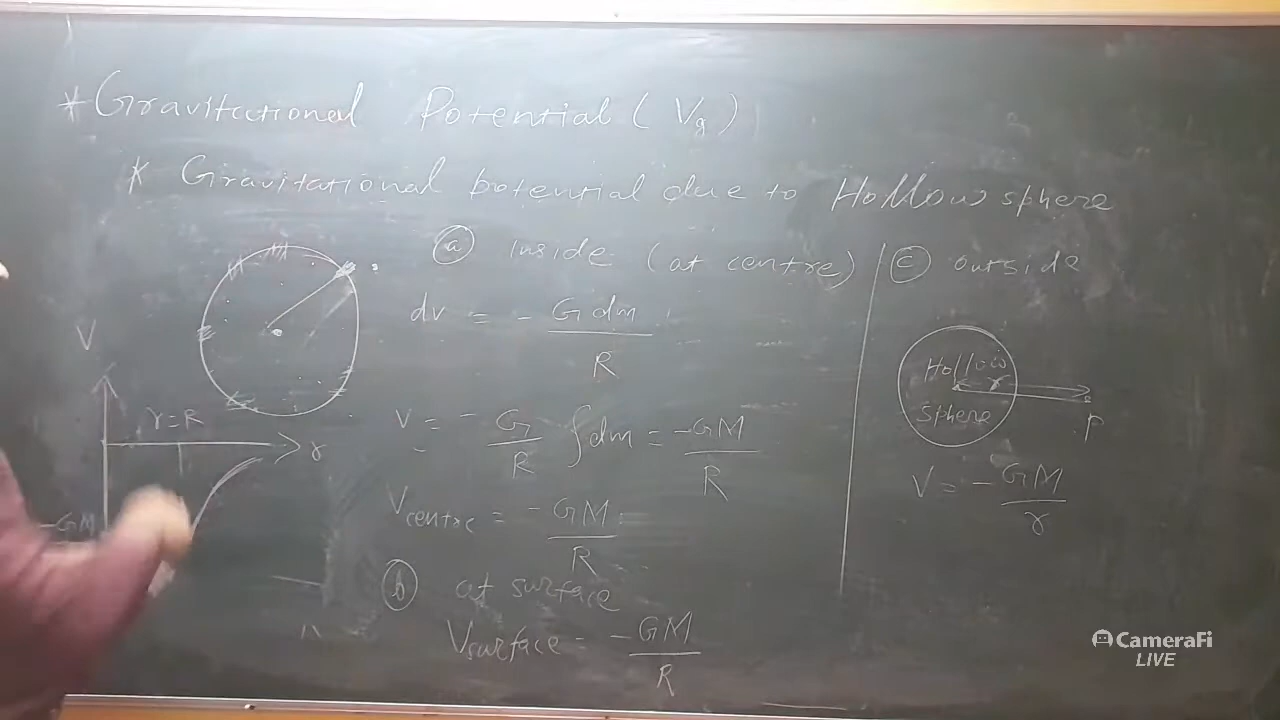 * Gravitational Potential (Vg)
* Gravitational potential due to Hollow sphere
(a) Inside (at centre)
dv = - G dm / R
V = - G/R ∫dm = -GM/R
Vcentre = -GM/R
(b) at surface
Vsurface = -GM/R
(c) outside
Hollow
r
Sphere
P
V = - GM/r
V
r=R
r
-GM
CameraFi
LIVE